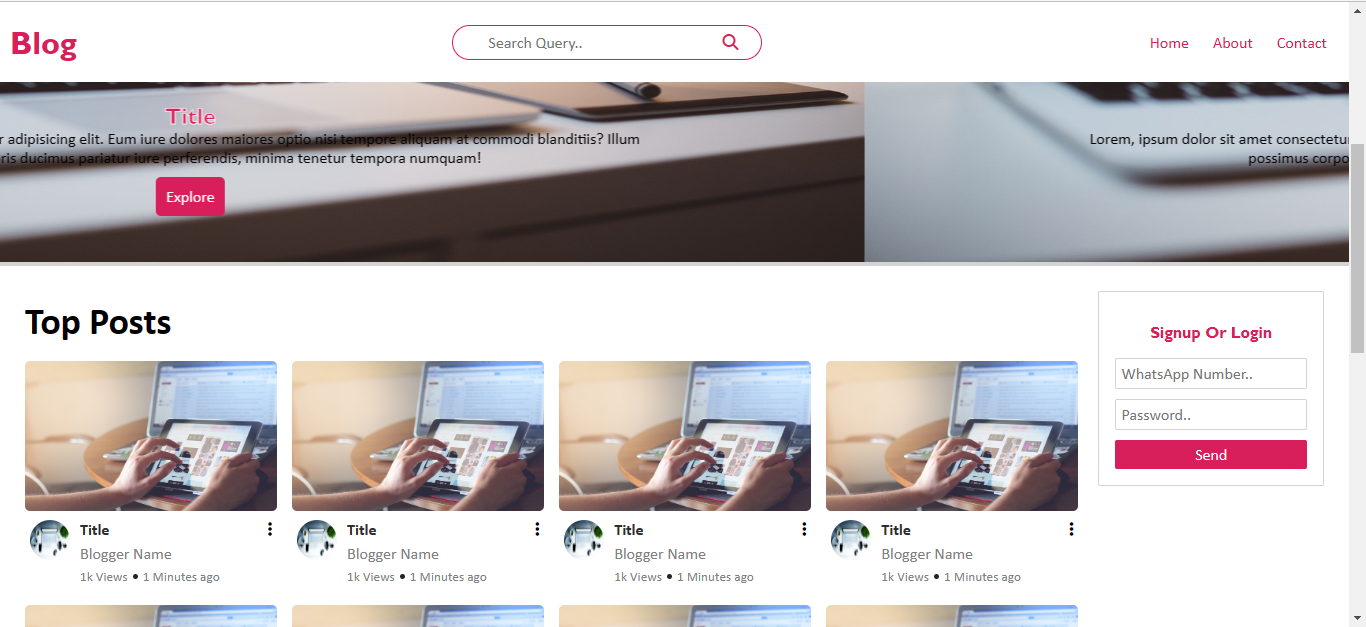 Blog
Search Query..
Home About Contact
Title
adipisicing elit. Eum iure dolores maiores optio nisi tempore aliquam at commodi blanditiis? Illum
ducimus pariatur iure perferendis, minima tenetur tempora numquam!
Explore
Lorem, ipsum dolor sit amet
possimus
Top Posts
Signup Or Login
WhatsApp Number..
Password..
Send
Title
Blogger Name
1k Views • 1 Minutes ago
Title
Blogger Name
1k Views • 1 Minutes ago
Title
Blogger Name
1k Views • 1 Minutes ago
Title
Blogger Name
1k Views • 1 Minutes ago